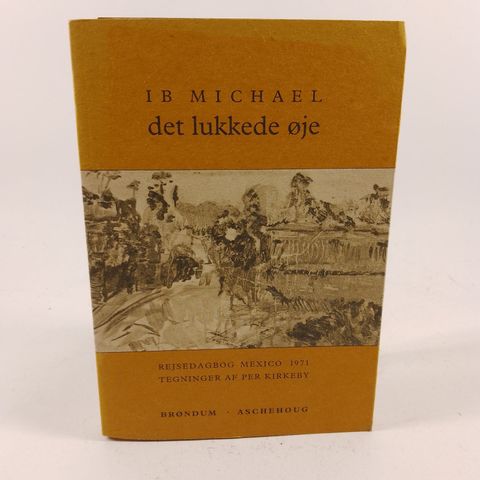 IB MICHAEL
det lukkede øje
REJSEDAGBOG MEXICO 1971
TEGNINGER AF PER KIRKEBY
BRØNDUM · ASCHEHOUG